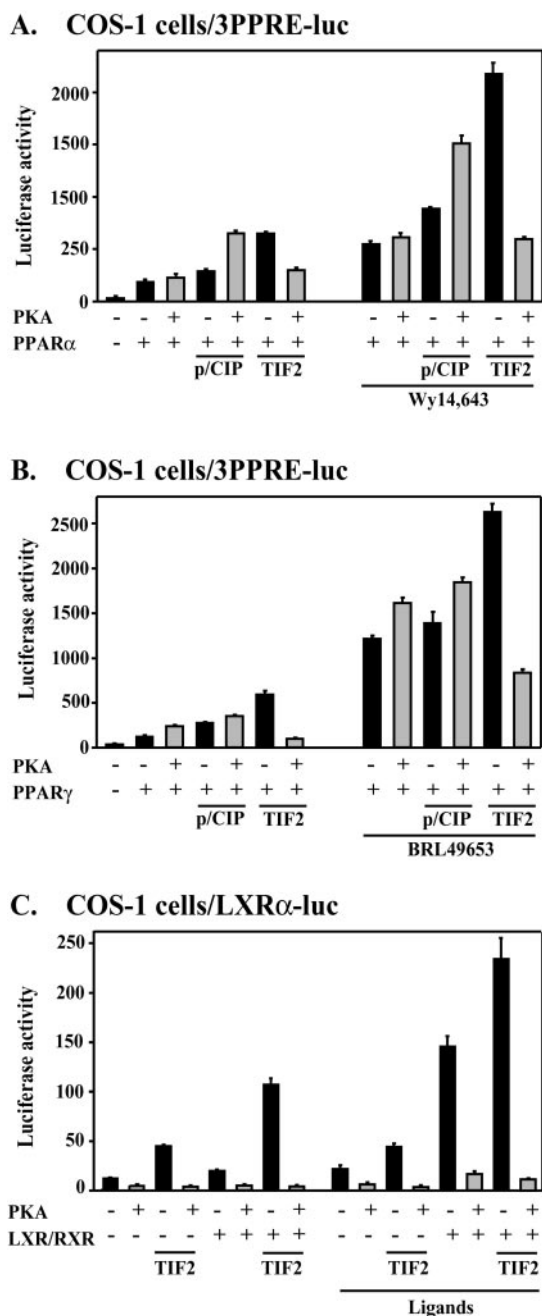 A. COS-1 cells/3PPRE-luc
Luciferase activity
2000
1500
1500
250
0
PKA - - + - + - + - + - + - +
PPARα - + + + + + + + + + + + +
p/CIP TIF2 p/CIP TIF2
Wy14,643
B. COS-1 cells/3PPRE-luc
Luciferase activity
2500
2000
1500
1000
500
0
PKA - - + - + - + - + - + - +
PPARγ - + + + + + + + + + + + +
p/CIP TIF2 p/CIP TIF2
BRL49653
C. COS-1 cells/LXRα-luc
Luciferase activity
250
200
150
100
50
0
PKA - + - + - + - + - + - + - + - +
LXR/RXR - - - - + + + + - - - - + + + +
TIF2 TIF2 TIF2 TIF2
Ligands